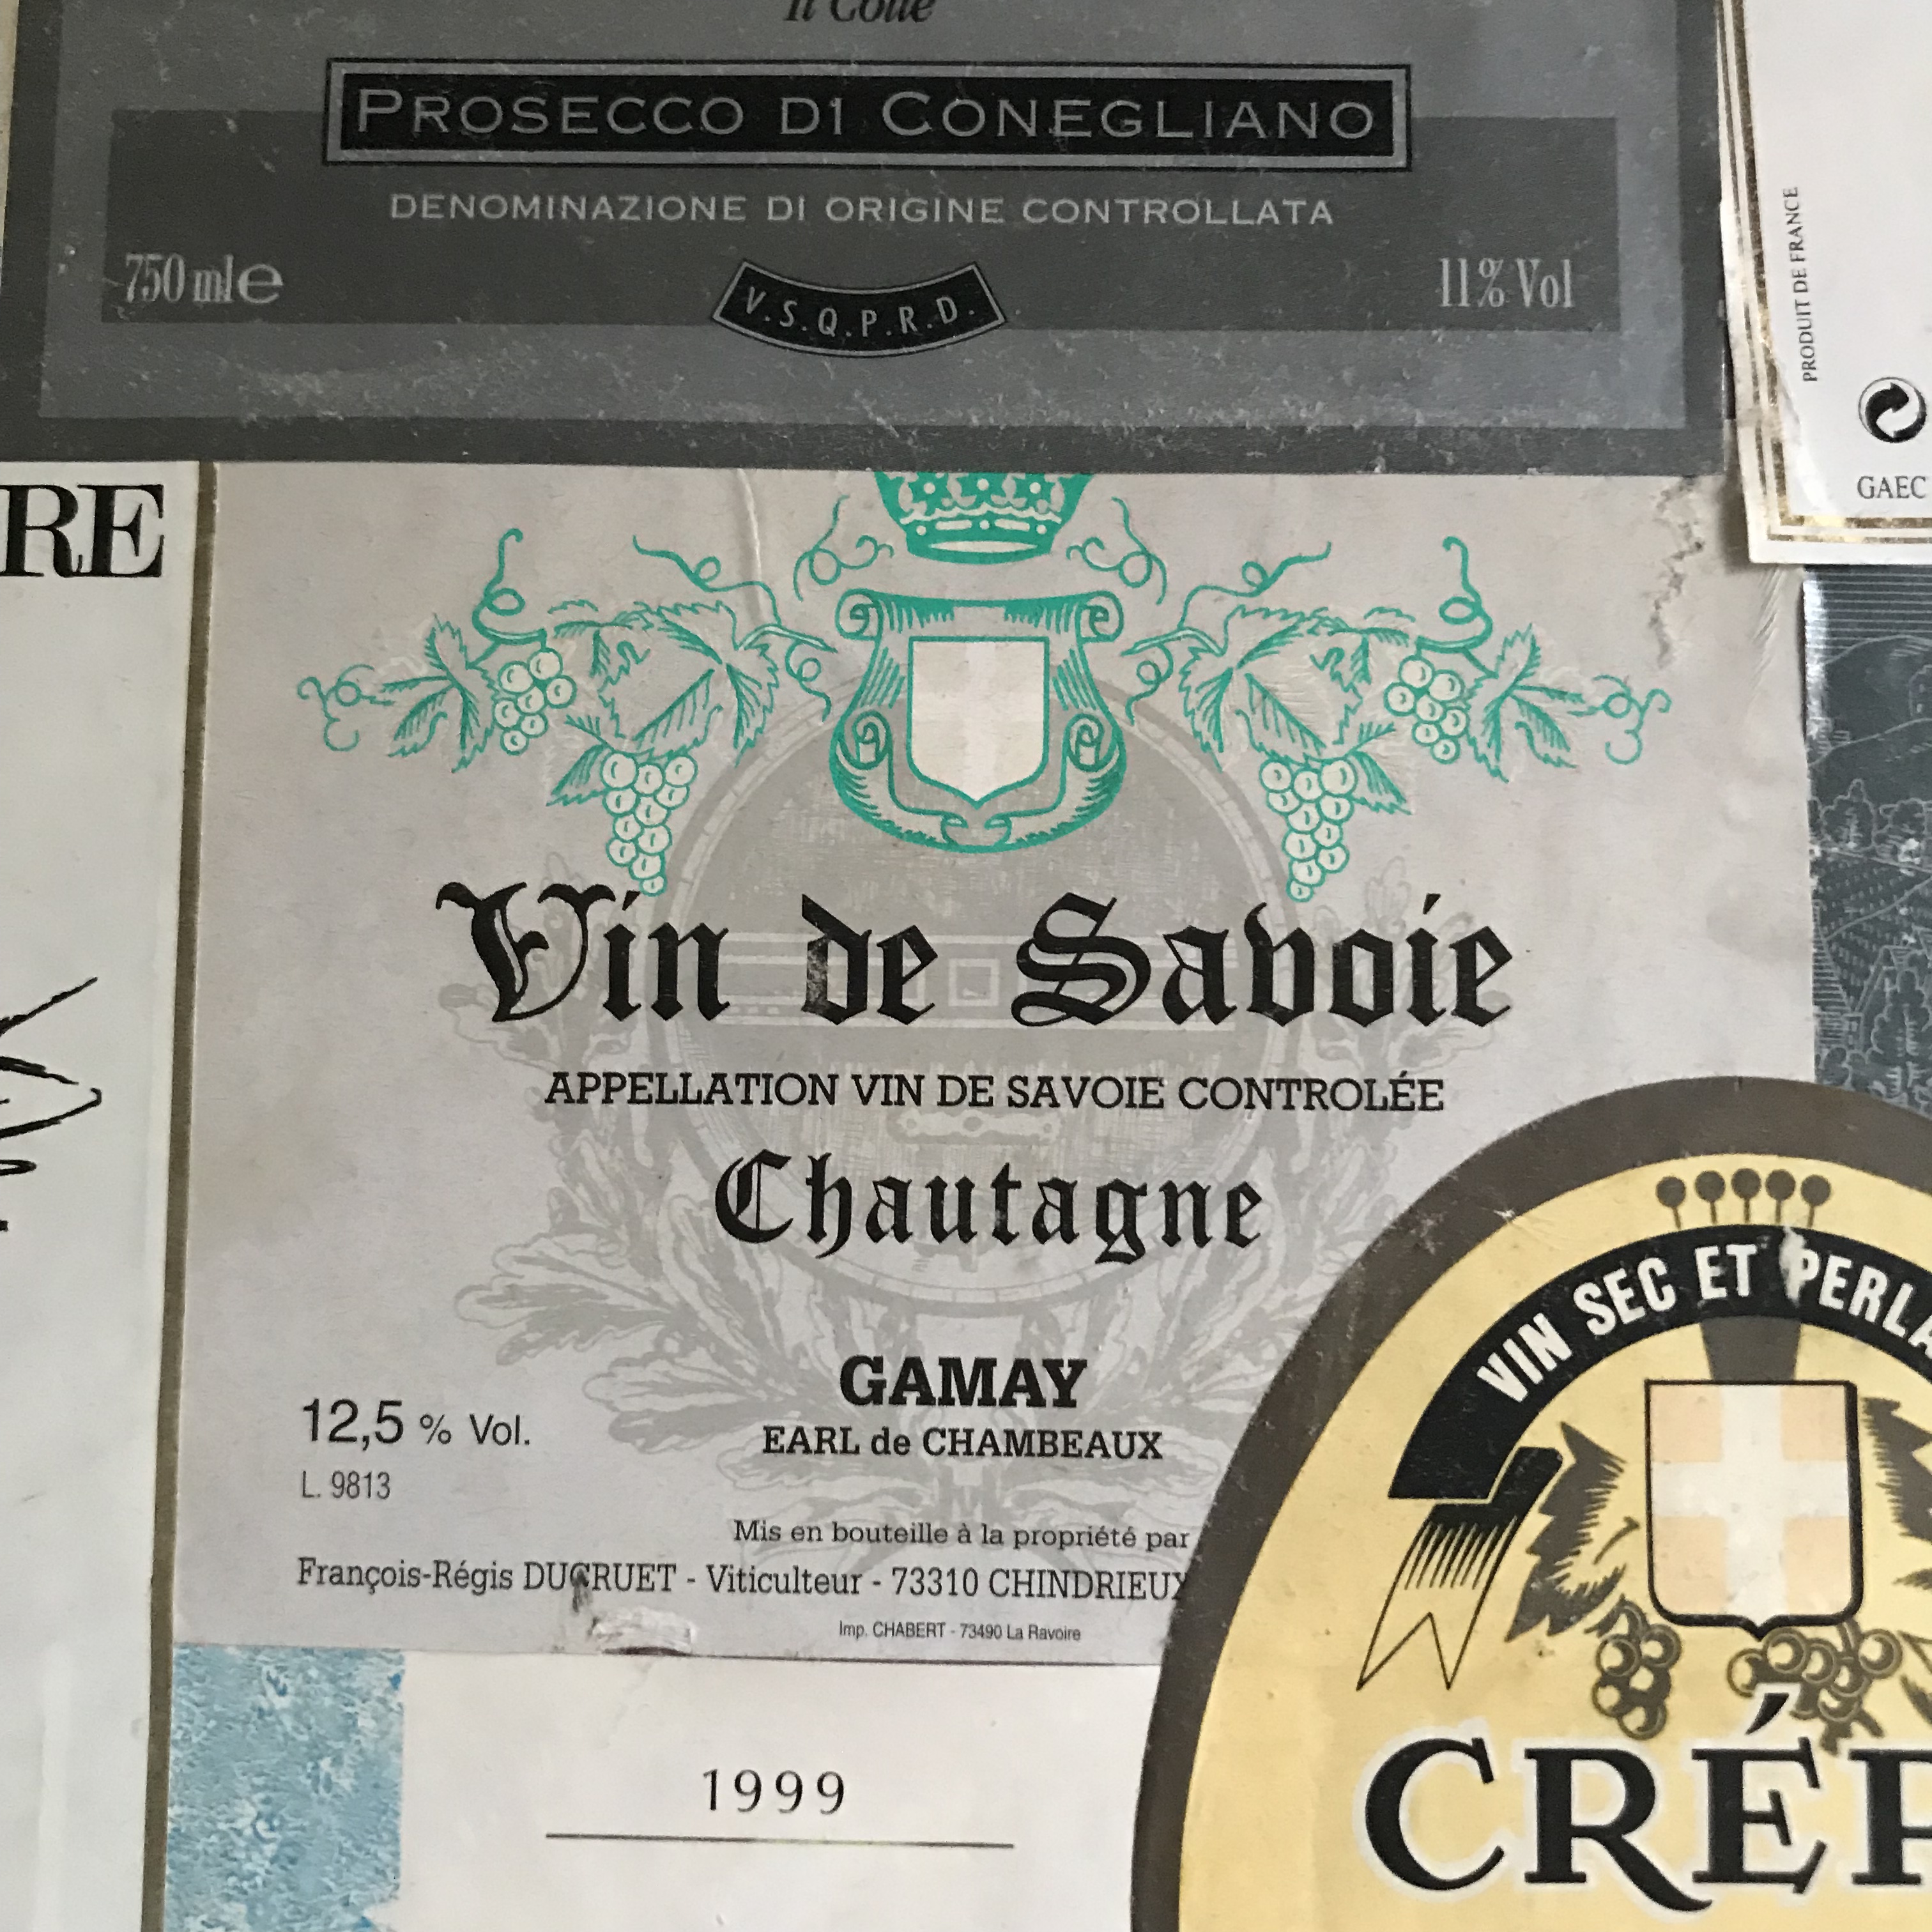 Il Colle
PROSECCO DI CONEGLIANO
DENOMINAZIONE DI ORIGINE CONTROLLATA
750 ml e
V.S.Q.P.R.D.
11% Vol
PRODUIT DE FRANCE
GAEC
RE
Vin de Savoie
APPELLATION VIN DE SAVOIE CONTROLÉE
Chautagne
GAMAY
EARL de CHAMBEAUX
12,5 % Vol.
L. 9813
Mis en bouteille à la propriété par
François-Régis DUCRUET - Viticulteur - 73310 CHINDRIEUX
Imp. CHABERT - 73490 La Ravoire
VIN SEC ET PERLA
CRÉP
1999